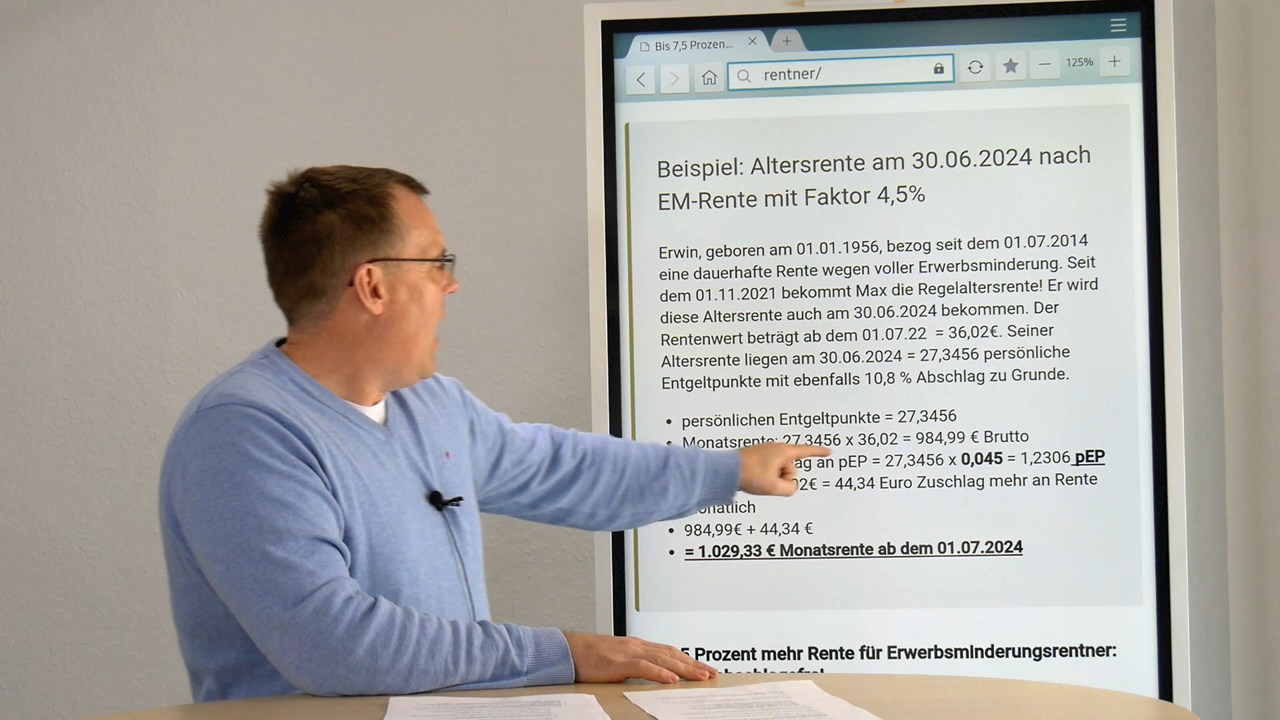 Bis 7,5 Prozen...
rentner/
125%
Beispiel: Altersrente am 30.06.2024 nach
EM-Rente mit Faktor 4,5%
Erwin, geboren am 01.01.1956, bezog seit dem 01.07.2014
eine dauerhafte Rente wegen voller Erwerbsminderung. Seit
dem 01.11.2021 bekommt Max die Regelaltersrente! Er wird
diese Altersrente auch am 30.06.2024 bekommen. Der
Rentenwert beträgt ab dem 01.07.22 = 36,02€. Seiner
Altersrente liegen am 30.06.2024 = 27,3456 persönliche
Entgeltpunkte mit ebenfalls 10,8 % Abschlag zu Grunde.
• persönlichen Entgeltpunkte = 27,3456
• Monatsrente: 27,3456 x 36,02 = 984,99 € Brutto
an pEP = 27,3456 x 0,045 = 1,2306 pEP
= 44,34 Euro Zuschlag mehr an Rente
• 984,99€ + 44,34 €
• = 1.029,33 € Monatsrente ab dem 01.07.2024
Prozent mehr Rente für Erwerbsminderungsrentner: